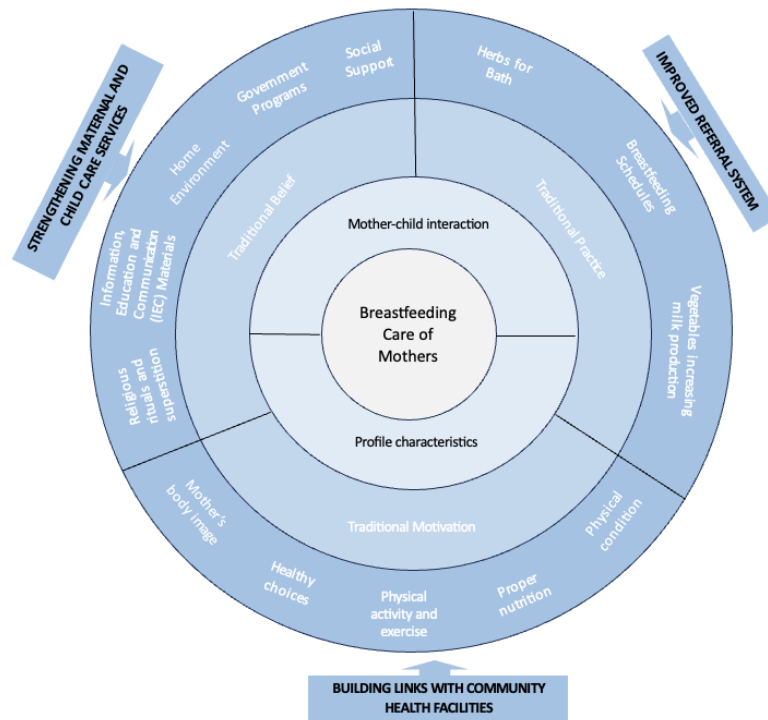 Social
Support
Government
Programs
Home
Environment
Information,
Education and
Communication
(IEC) Materials
Religious
rituals and
superstition
Herbs for
Bath
Breastfeeding
Schedules
Vegetables increasing
milk production
STRENGTHENING MATERNAL AND
CHILD CARE SERVICES
IMPROVED REFERRAL SYSTEM
Traditional Belief
Traditional Practice
Mother-child interaction
Breastfeeding
Care of
Mothers
Profile characteristics
Traditional Motivation
Mother's
body image
Healthy
choices
Physical
activity and
exercise
Proper
nutrition
Physical
condition
BUILDING LINKS WITH COMMUNITY
HEALTH FACILITIES